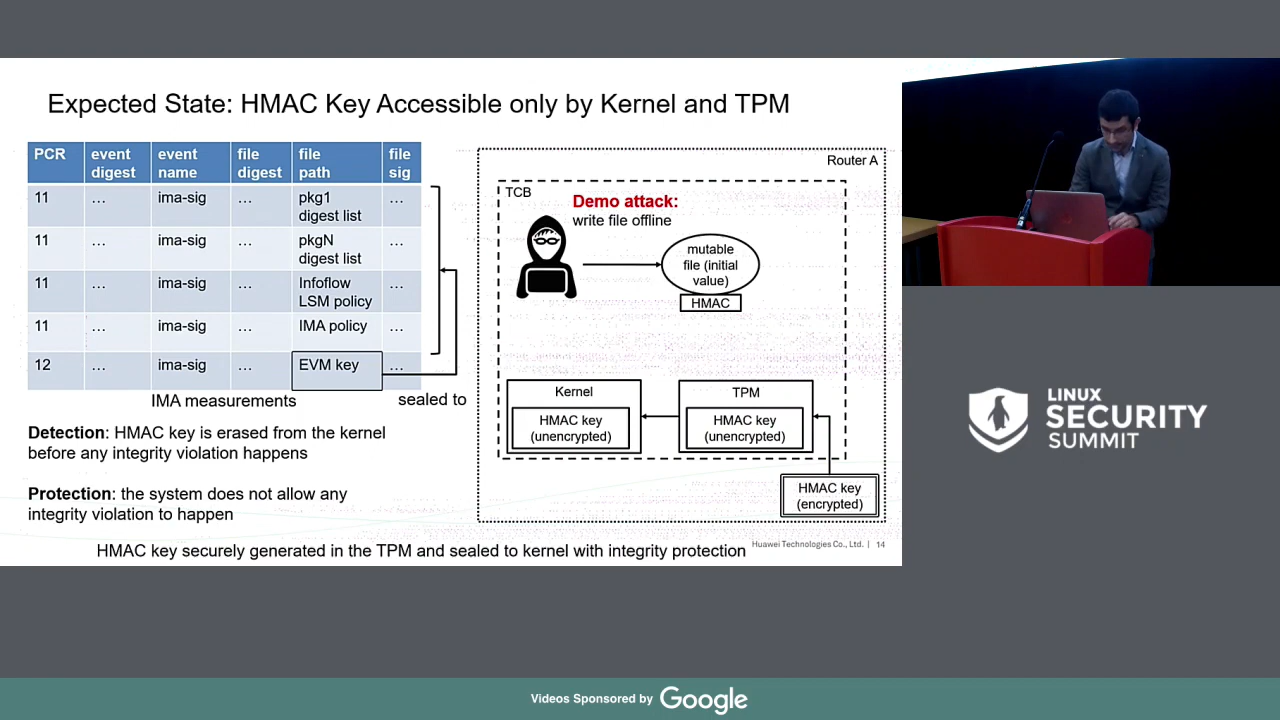 Expected State: HMAC Key Accessible only by Kernel and TPM
PCR
event
digest
event
name
file
digest
file
path
file
sig
11
…
ima-sig
…
pkg1
digest list
…
11
…
ima-sig
…
pkgN
digest list
…
11
…
ima-sig
…
Infoflow
LSM policy
…
11
…
ima-sig
…
IMA policy
…
12
…
ima-sig
…
EVM key
…
IMA measurements
sealed to
Detection: HMAC key is erased from the kernel
before any integrity violation happens
Protection: the system does not allow any
integrity violation to happen
Router A
TCB
Demo attack:
write file offline
mutable
file (initial
value)
HMAC
Kernel
HMAC key
(unencrypted)
TPM
HMAC key
(unencrypted)
HMAC key
(encrypted)
HMAC key securely generated in the TPM and sealed to kernel with integrity protection
Huawei Technologies Co., Ltd. | 14
LINUX
SECURITY
SUMMIT
Videos Sponsored by Google